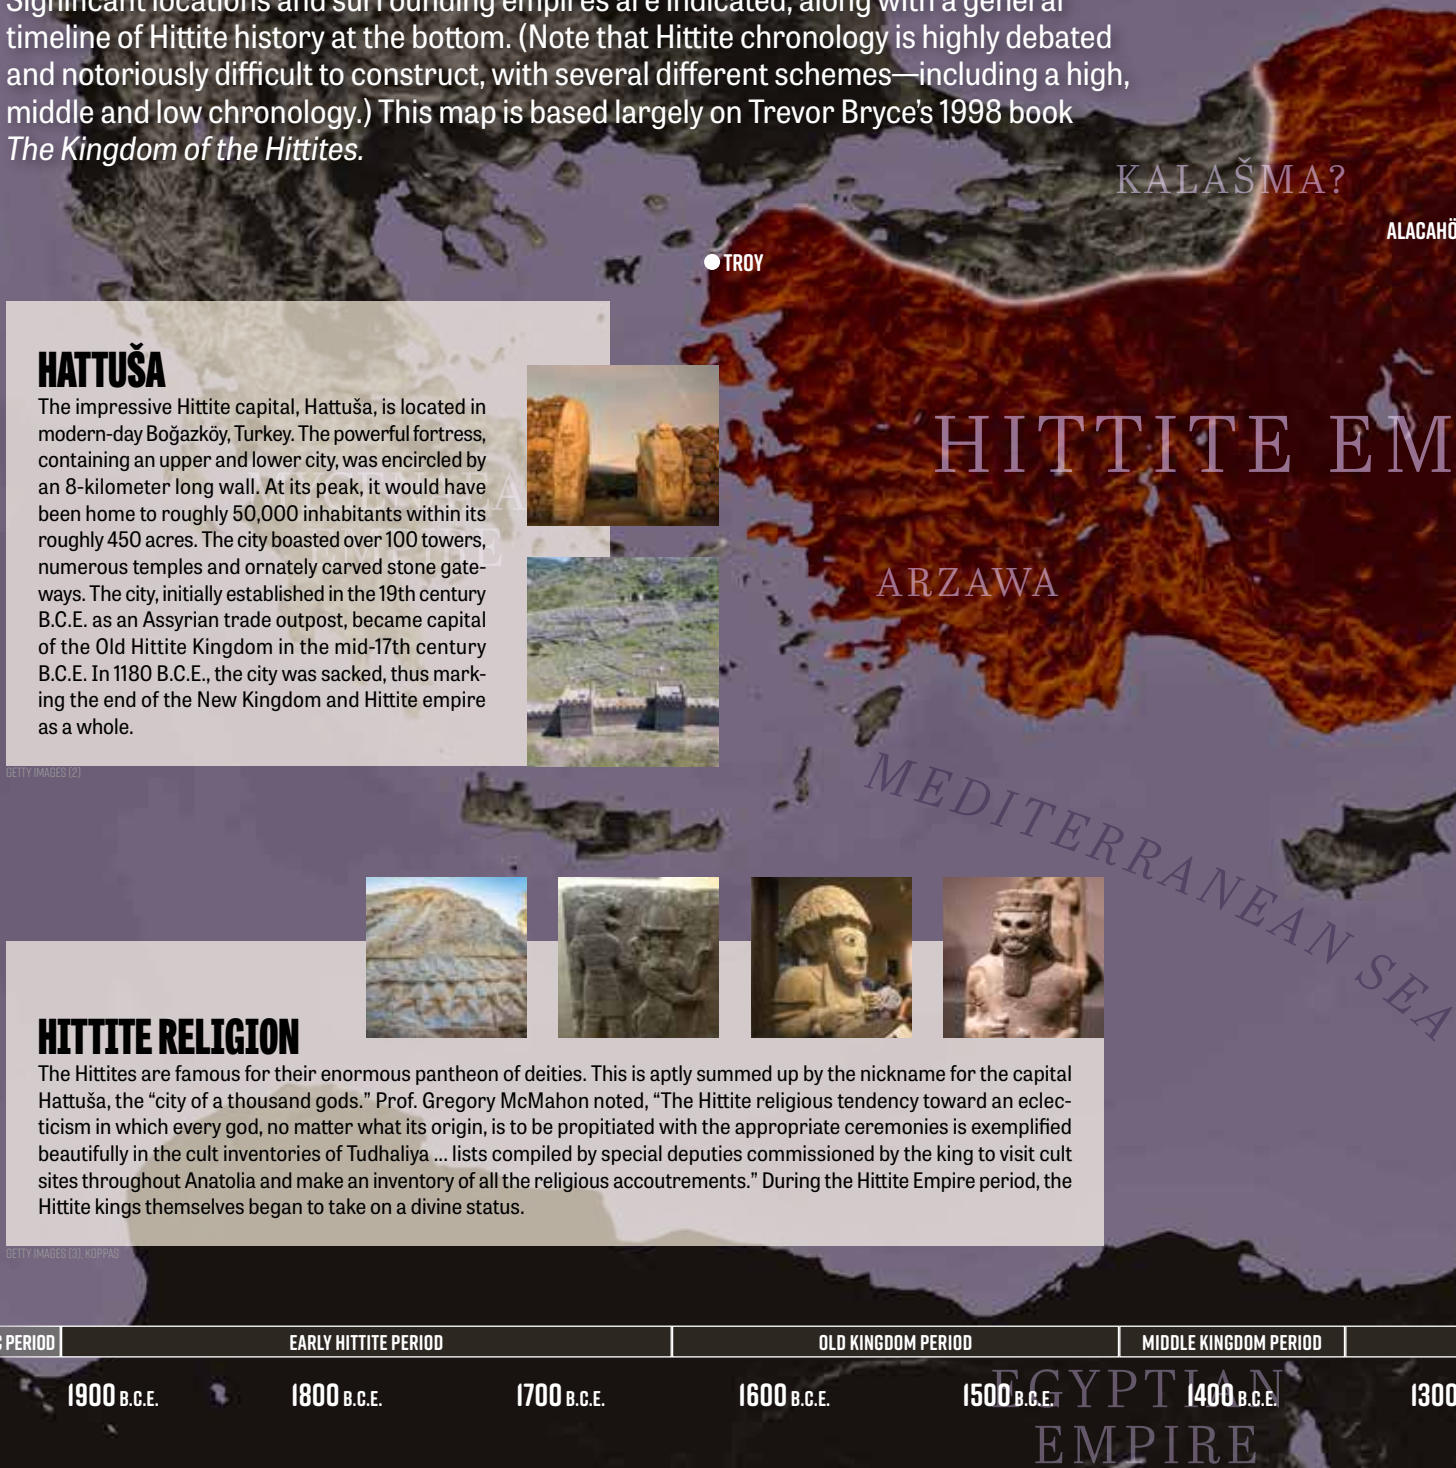 Significant locations and surrounding empires are indicated, along with a general
timeline of Hittite history at the bottom. (Note that Hittite chronology is highly debated
and notoriously difficult to construct, with several different schemes—including a high,
middle and low chronology.) This map is based largely on Trevor Bryce's 1998 book
The Kingdom of the Hittites.
KALAŠMA?
ALACAHÖ
TROY
HATTUŠA
The impressive Hittite capital, Hattuša, is located in
modern-day Boğazköy, Turkey. The powerful fortress,
containing an upper and lower city, was encircled by
an 8-kilometer long wall. At its peak, it would have
been home to roughly 50,000 inhabitants within its
roughly 450 acres. The city boasted over 100 towers,
numerous temples and ornately carved stone gate-
ways. The city, initially established in the 19th century
B.C.E. as an Assyrian trade outpost, became capital
of the Old Hittite Kingdom in the mid-17th century
B.C.E. In 1180 B.C.E., the city was sacked, thus mark-
ing the end of the New Kingdom and Hittite empire
as a whole.
GETTY IMAGES (2)
EMPIRE
HITTITE EM
ARZAWA
MEDITERRANEAN SEA
HITTITE RELIGION
The Hittites are famous for their enormous pantheon of deities. This is aptly summed up by the nickname for the capital
Hattuša, the “city of a thousand gods.” Prof. Gregory McMahon noted, “The Hittite religious tendency toward an eclec-
ticism in which every god, no matter what its origin, is to be propitiated with the appropriate ceremonies is exemplified
beautifully in the cult inventories of Tudhaliya ... lists compiled by special deputies commissioned by the king to visit cult
sites throughout Anatolia and make an inventory of all the religious accoutrements.” During the Hittite Empire period, the
Hittite kings themselves began to take on a divine status.
GETTY IMAGES (3), KOPPAS
C PERIOD
EARLY HITTITE PERIOD
OLD KINGDOM PERIOD
MIDDLE KINGDOM PERIOD
1900 B.C.E.
1800 B.C.E.
1700 B.C.E.
1600 B.C.E.
1500 B.C.E.
1400 B.C.E.
1300
EGYPTIAN
EMPIRE